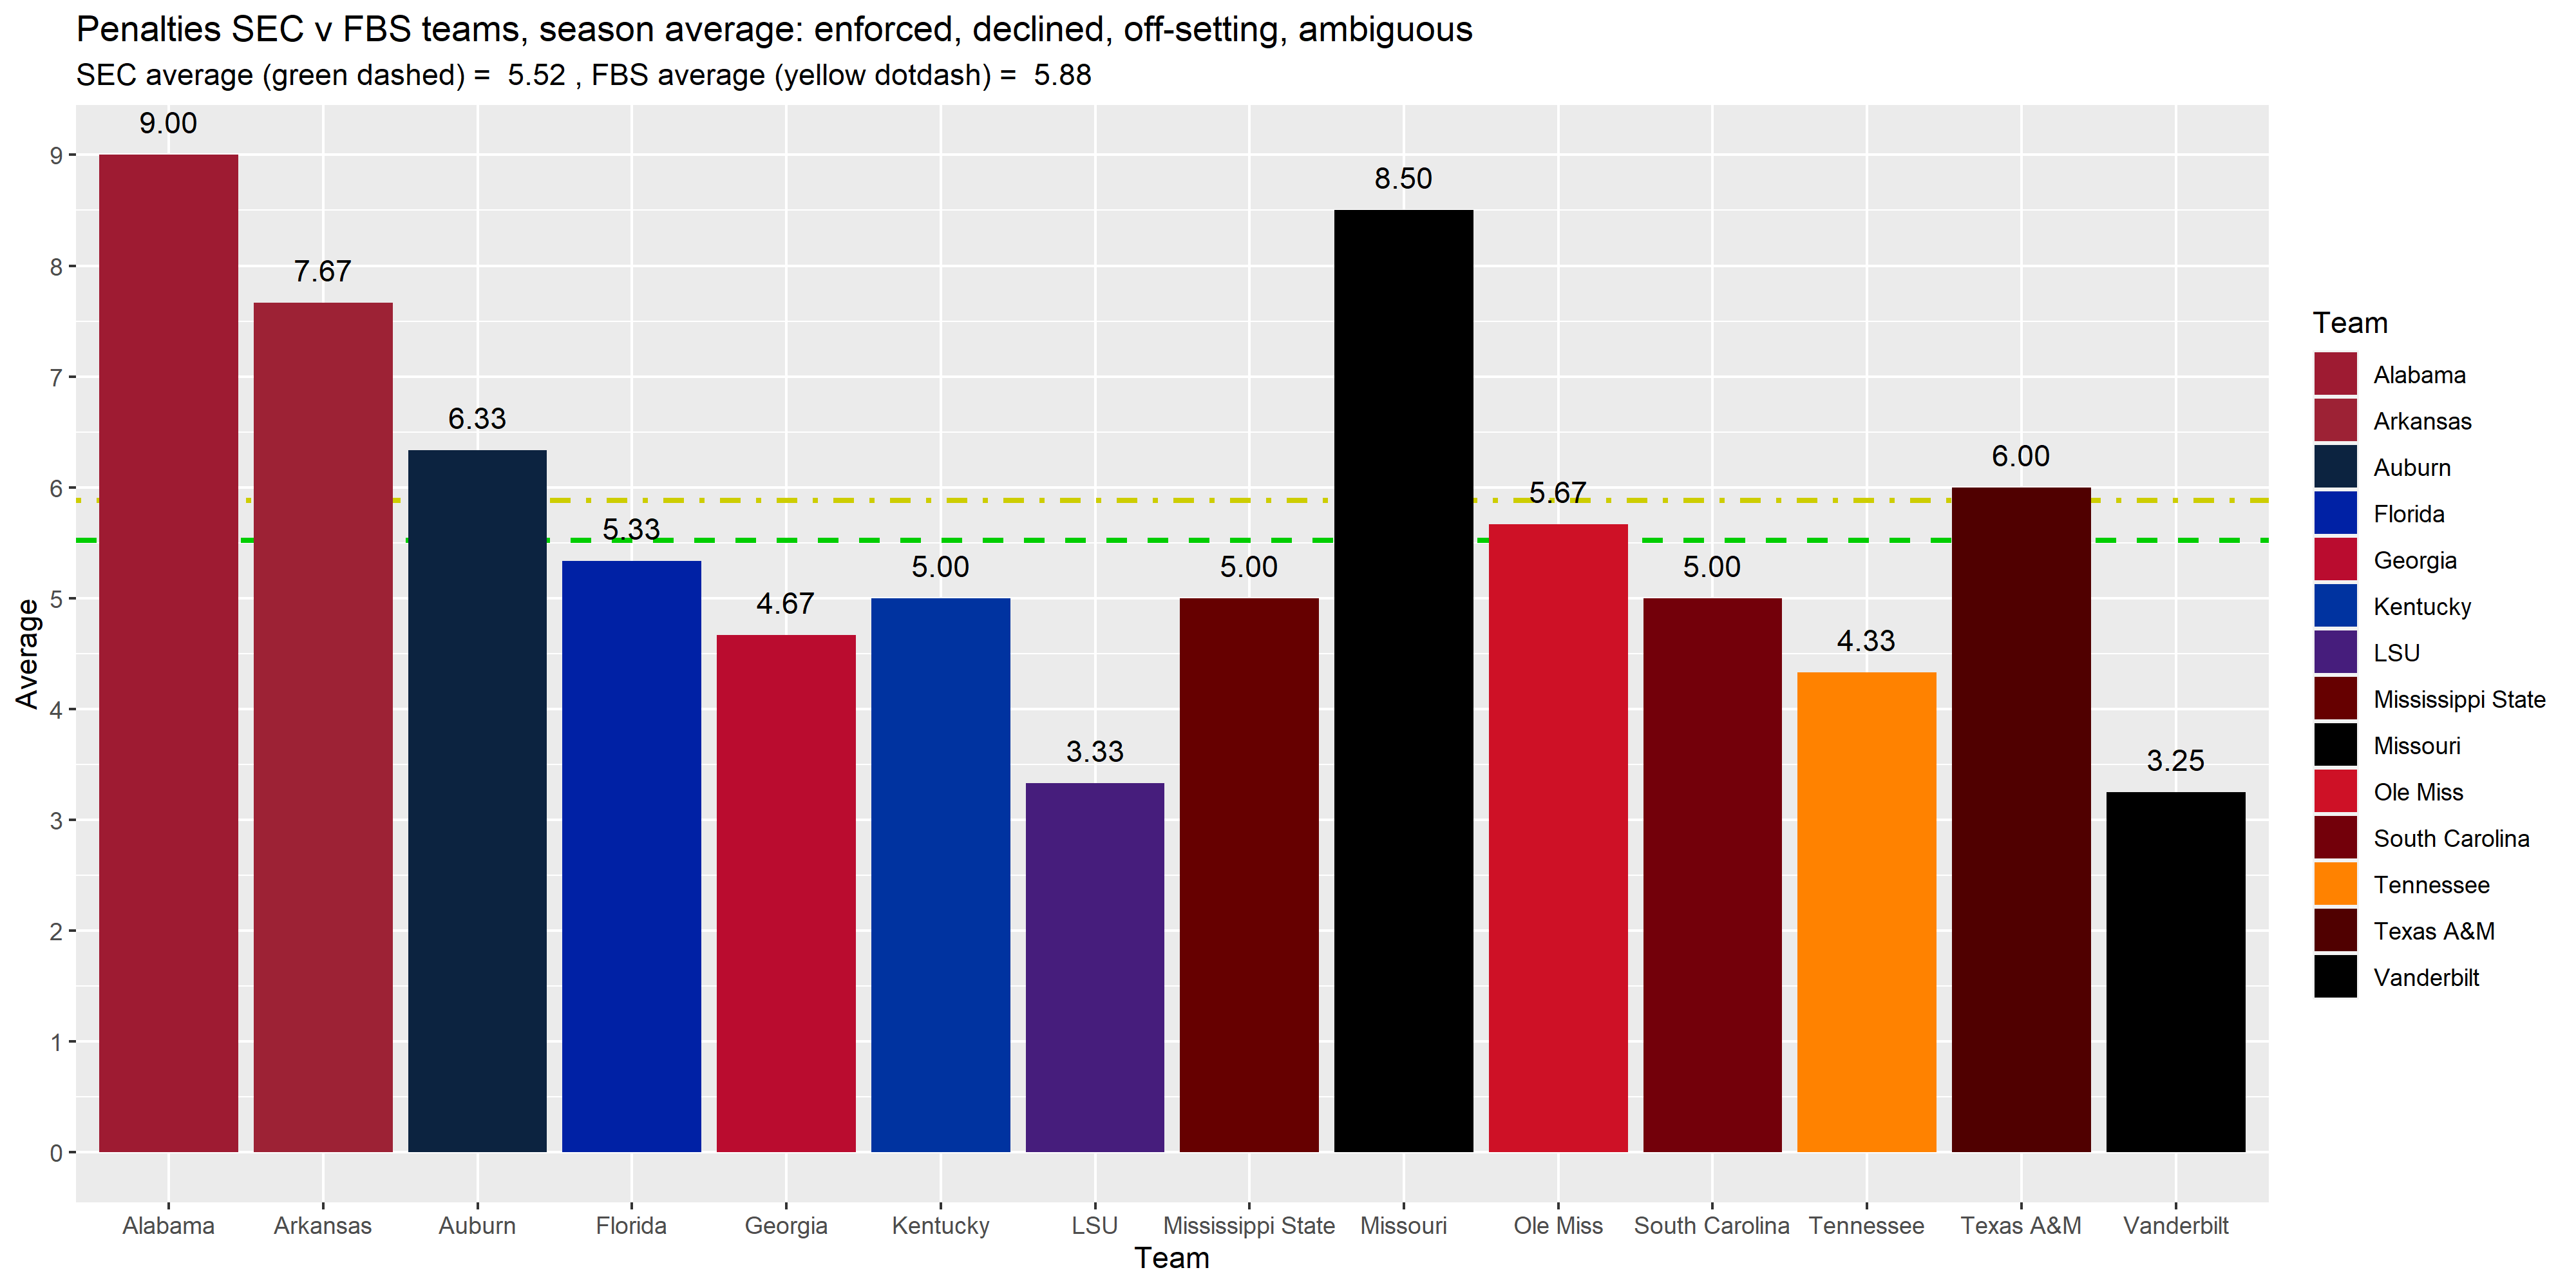 Penalties SEC v FBS teams, season average: enforced, declined, off-setting, ambiguous
SEC average (green dashed) =  5.52 , FBS average (yellow dotdash) =  5.88
Average
9
8
7
6
5
4
3
2
1
0
9.00
7.67
6.33
5.33
4.67
5.00
3.33
5.00
8.50
5.67
5.00
4.33
6.00
3.25
Alabama
Arkansas
Auburn
Florida
Georgia
Kentucky
LSU
Mississippi State
Missouri
Ole Miss
South Carolina
Tennessee
Texas A&M
Vanderbilt
Team
Team
Alabama
Arkansas
Auburn
Florida
Georgia
Kentucky
LSU
Mississippi State
Missouri
Ole Miss
South Carolina
Tennessee
Texas A&M
Vanderbilt